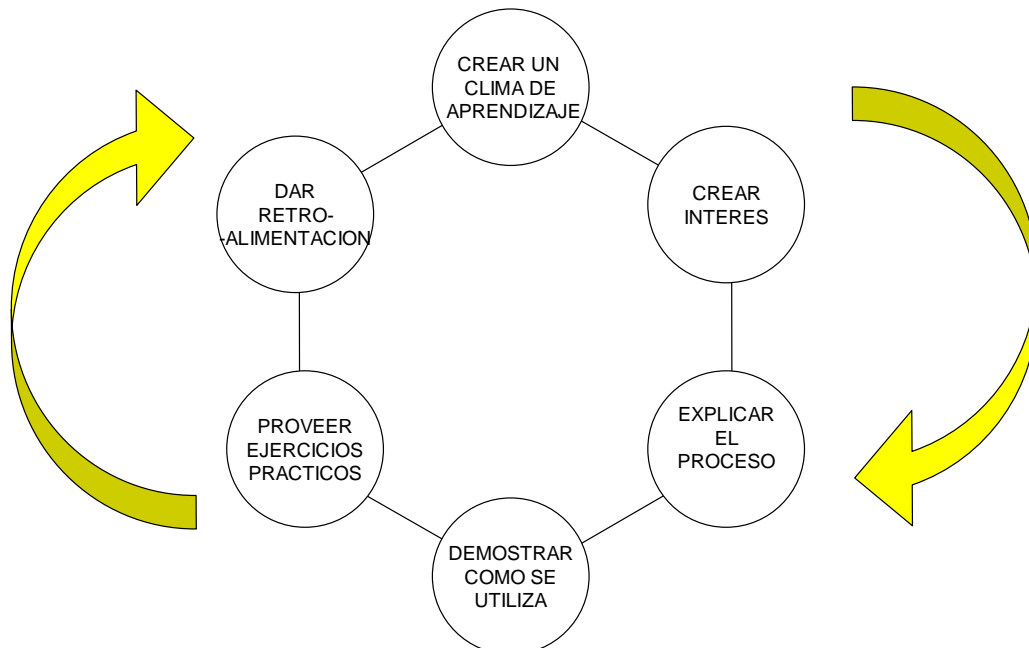 CREAR UN
CLIMA DE
APRENDIZAJE
CREAR
INTERES
EXPLICAR
EL
PROCESO
DEMOSTRAR
COMO SE
UTILIZA
PROVEER
EJERCICIOS
PRACTICOS
DAR
RETRO-
-ALIMENTACION